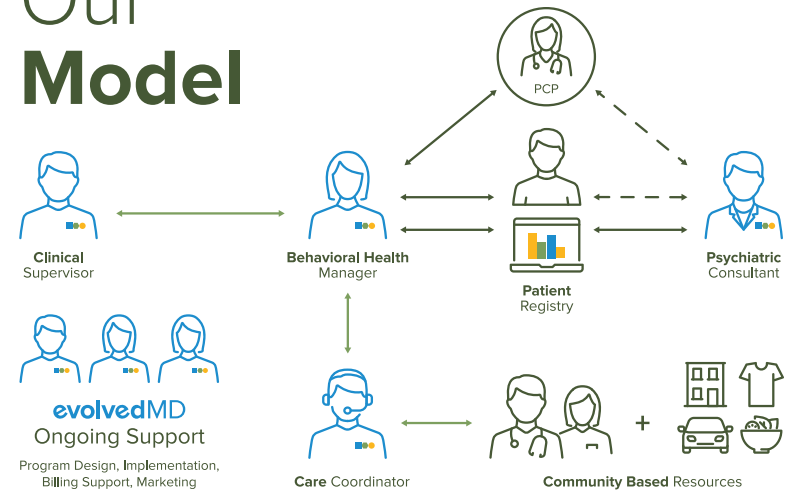 Our
Model
PCP
Clinical
Supervisor
Behavioral Health
Manager
Patient
Registry
Psychiatric
Consultant
evolvedMD
Ongoing Support
Program Design, Implementation,
Billing Support, Marketing
Care Coordinator
+
Community Based Resources